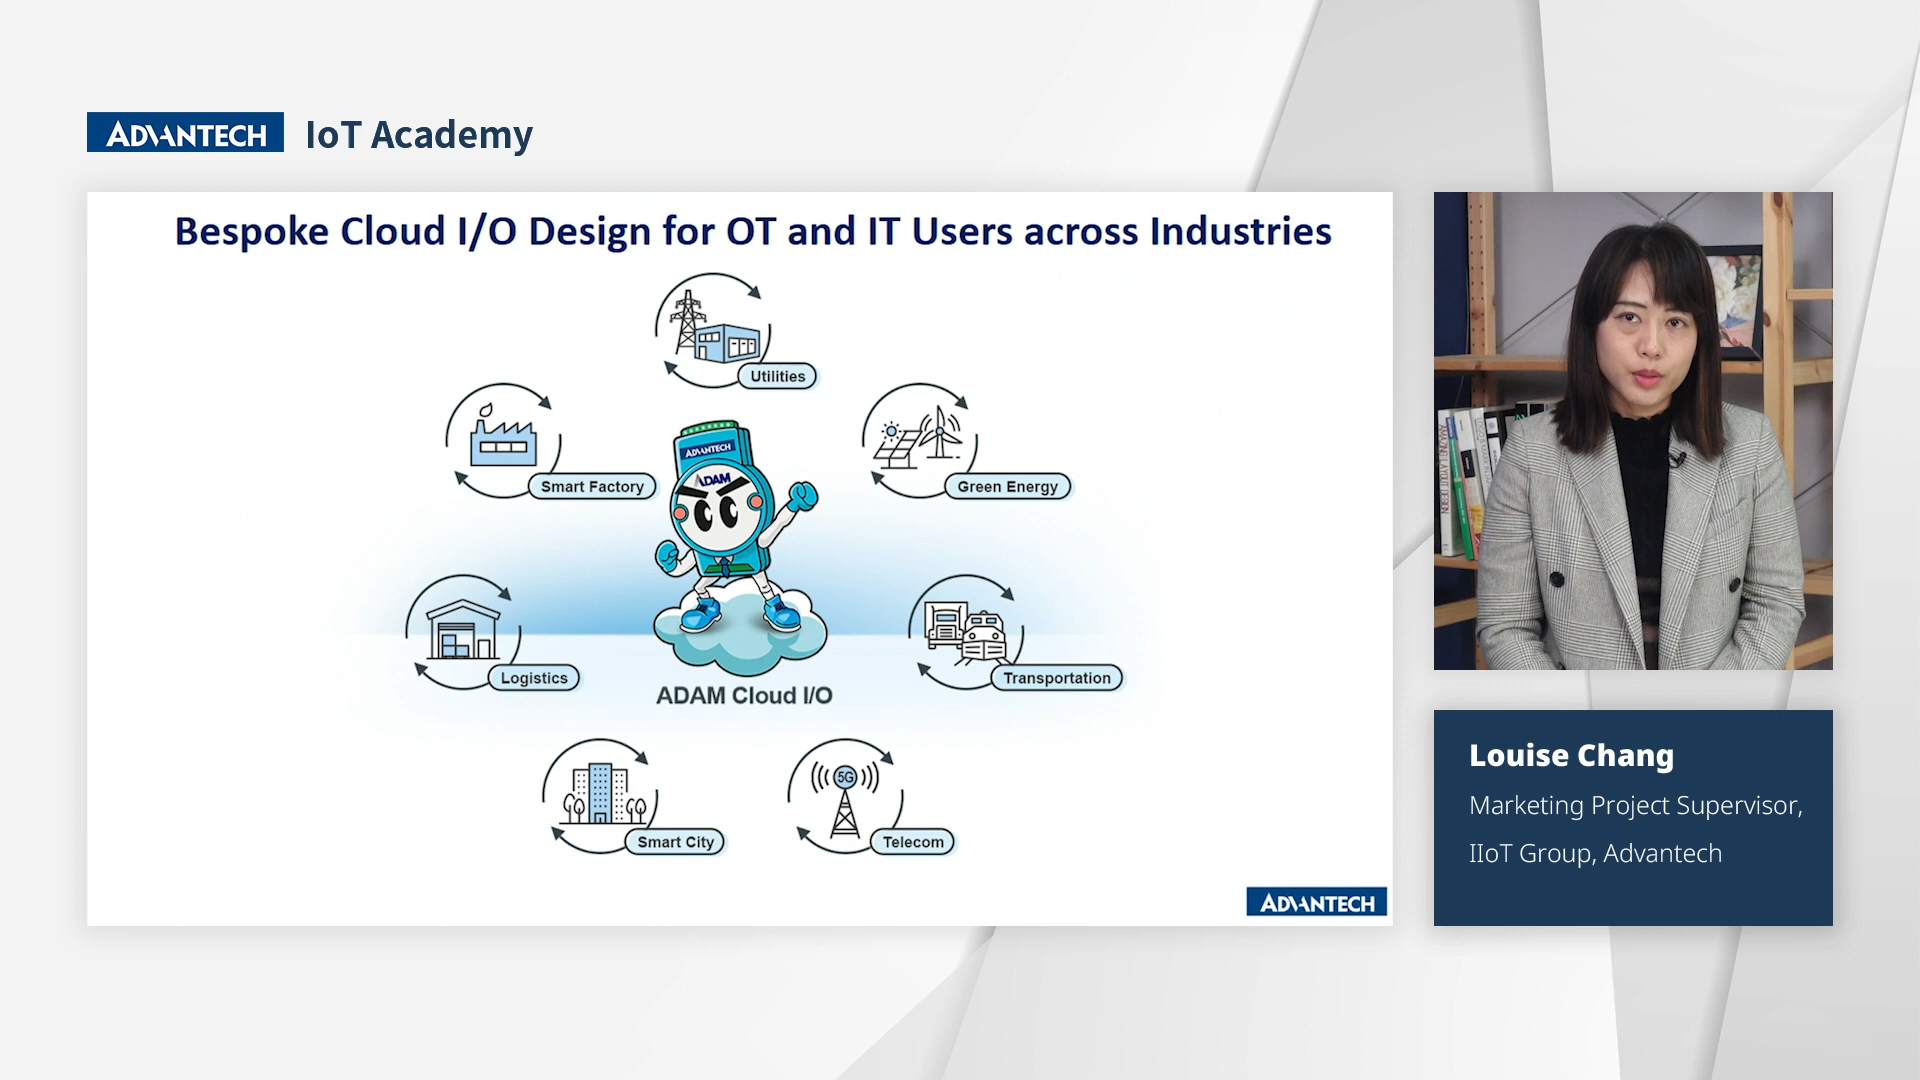 ADVANTECH IoT Academy
Bespoke Cloud I/O Design for OT and IT Users across Industries
Utilities
Smart Factory
Green Energy
ADVANTECH
ADAM
Logistics
Transportation
ADAM Cloud I/O
5G
Smart City
Telecom
ADVANTECH
Louise Chang
Marketing Project Supervisor,
IIoT Group, Advantech